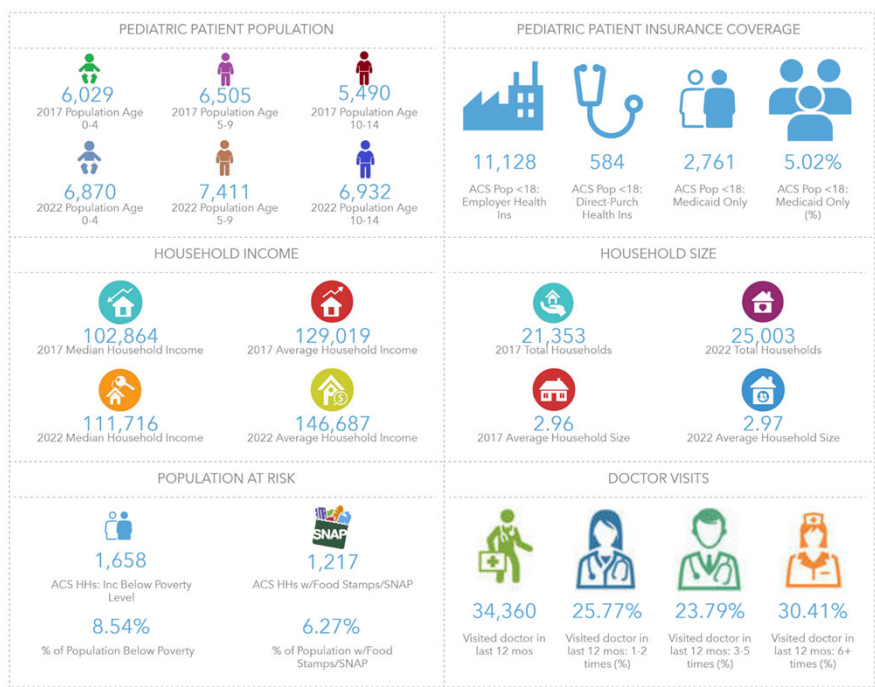 PEDIATRIC PATIENT POPULATION
6,029
2017 Population Age
0-4
6,505
2017 Population Age
5-9
5,490
2017 Population Age
10-14
6,870
2022 Population Age
0-4
7,411
2022 Population Age
5-9
6,932
2022 Population Age
10-14
PEDIATRIC PATIENT INSURANCE COVERAGE
11,128
ACS Pop <18:
Employer Health
Ins
584
ACS Pop <18:
Direct-Purch
Health Ins
2,761
ACS Pop <18:
Medicaid Only
5.02%
ACS Pop <18:
Medicaid Only
(%)
HOUSEHOLD INCOME
102,864
2017 Median Household Income
129,019
2017 Average Household Income
111,716
2022 Median Household Income
146,687
2022 Average Household Income
HOUSEHOLD SIZE
21,353
2017 Total Households
25,003
2022 Total Households
2.96
2017 Average Household Size
2.97
2022 Average Household Size
POPULATION AT RISK
1,658
ACS HHs: Inc Below Poverty
Level
SNAP
1,217
ACS HHs w/Food Stamps/SNAP
8.54%
% of Population Below Poverty
6.27%
% of Population w/Food
Stamps/SNAP
DOCTOR VISITS
34,360
Visited doctor in
last 12 mos
25.77%
Visited doctor in
last 12 mos: 1-2
times (%)
23.79%
Visited doctor in
last 12 mos: 3-5
times (%)
30.41%
Visited doctor in
last 12 mos: 6+
times (%)